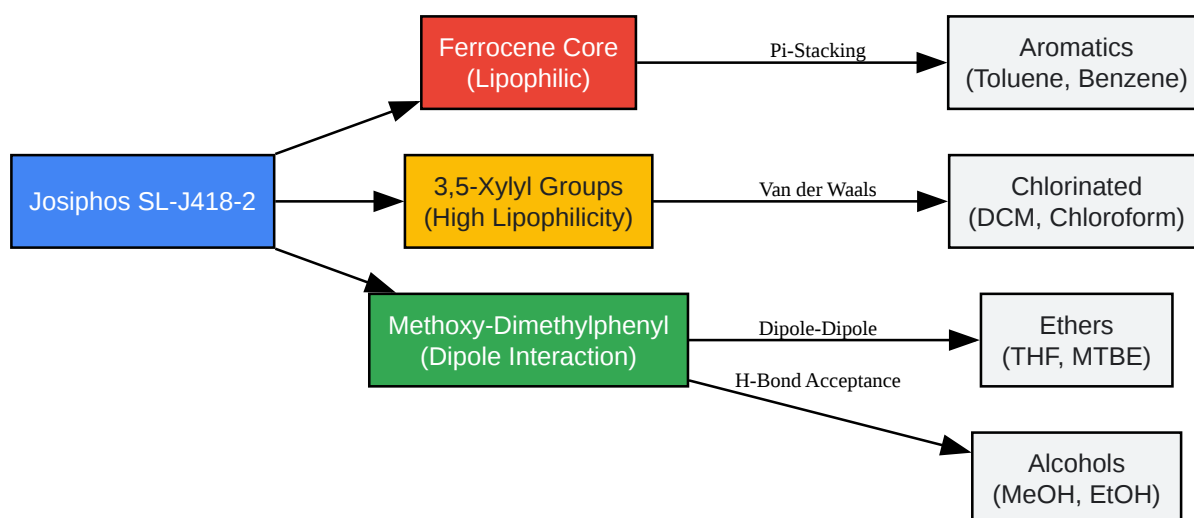 Ferrocene Core
(Lipophilic)
Pi-Stacking
Aromatics
(Toluene, Benzene)
Josiphos SL-J418-2
3,5-Xylyl Groups
(High Lipophilicity)
Van der Waals
Chlorinated
(DCM, Chloroform)
Methoxy-Dimethylphenyl
(Dipole Interaction)
Dipole-Dipole
Ethers
(THF, MTBE)
H-Bond Acceptance
Alcohols
(MeOH, EtOH)